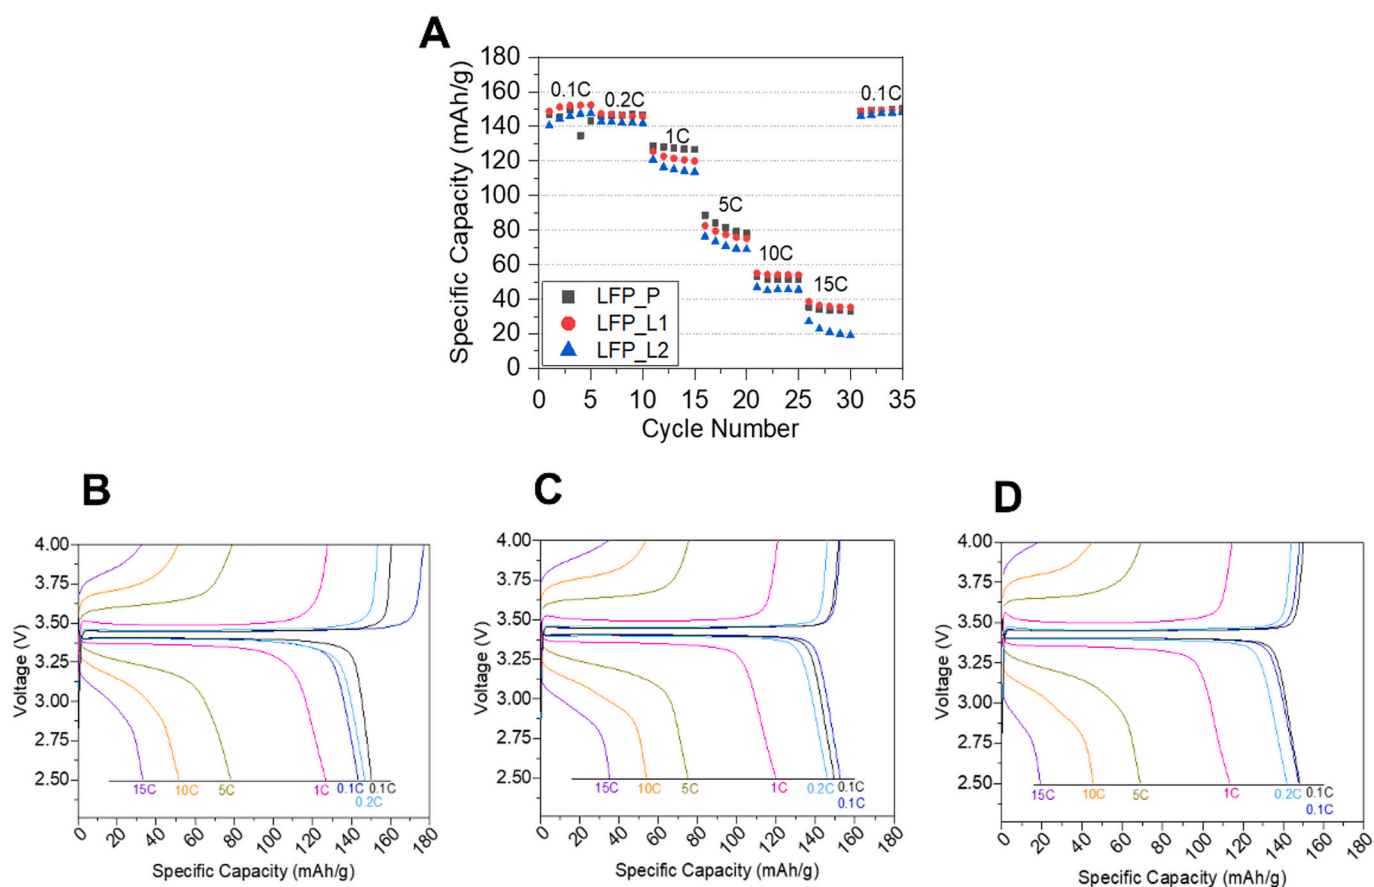 A
Specific Capacity (mAh/g)
180
160
140
120
100
80
60
40
20
0
0.1C
0.2C
1C
5C
10C
15C
0.1C
LFP_P
LFP_L1
LFP_L2
0 5 10 15 20 25 30 35
Cycle Number
B
Voltage (V)
4.00
3.75
3.50
3.25
3.00
2.75
2.50
15C 10C 5C 1C 0.1C 0.1C
0.2C
0 20 40 60 80 100 120 140 160 180
Specific Capacity (mAh/g)
C
Voltage (V)
4.00
3.75
3.50
3.25
3.00
2.75
2.50
15C 10C 5C 1C 0.2C 0.1C
0.1C
0 20 40 60 80 100 120 140 160 180
Specific Capacity (mAh/g)
D
Voltage (V)
4.00
3.75
3.50
3.25
3.00
2.75
2.50
15C 10C 5C 1C 0.2C 0.1C
0.1C
0 20 40 60 80 100 120 140 160 180
Specific Capacity (mAh/g)